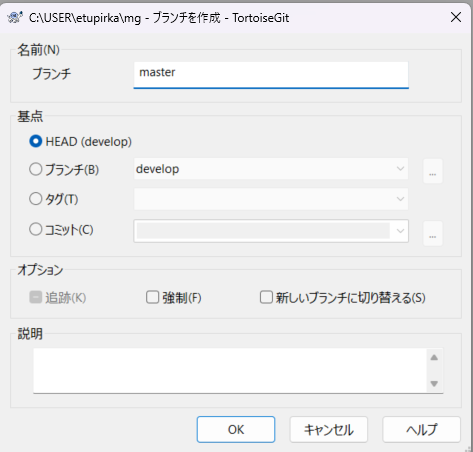 C:\USER\etupirka\mg - ブランチを作成 - TortoiseGit
名前(N)
ブランチ master
基点
HEAD (develop)
ブランチ(B) develop ...
タグ(T)
コミット(C) ...
オプション
追跡(K) 強制(F) 新しいブランチに切り替える(S)
説明
OK キャンセル ヘルプ